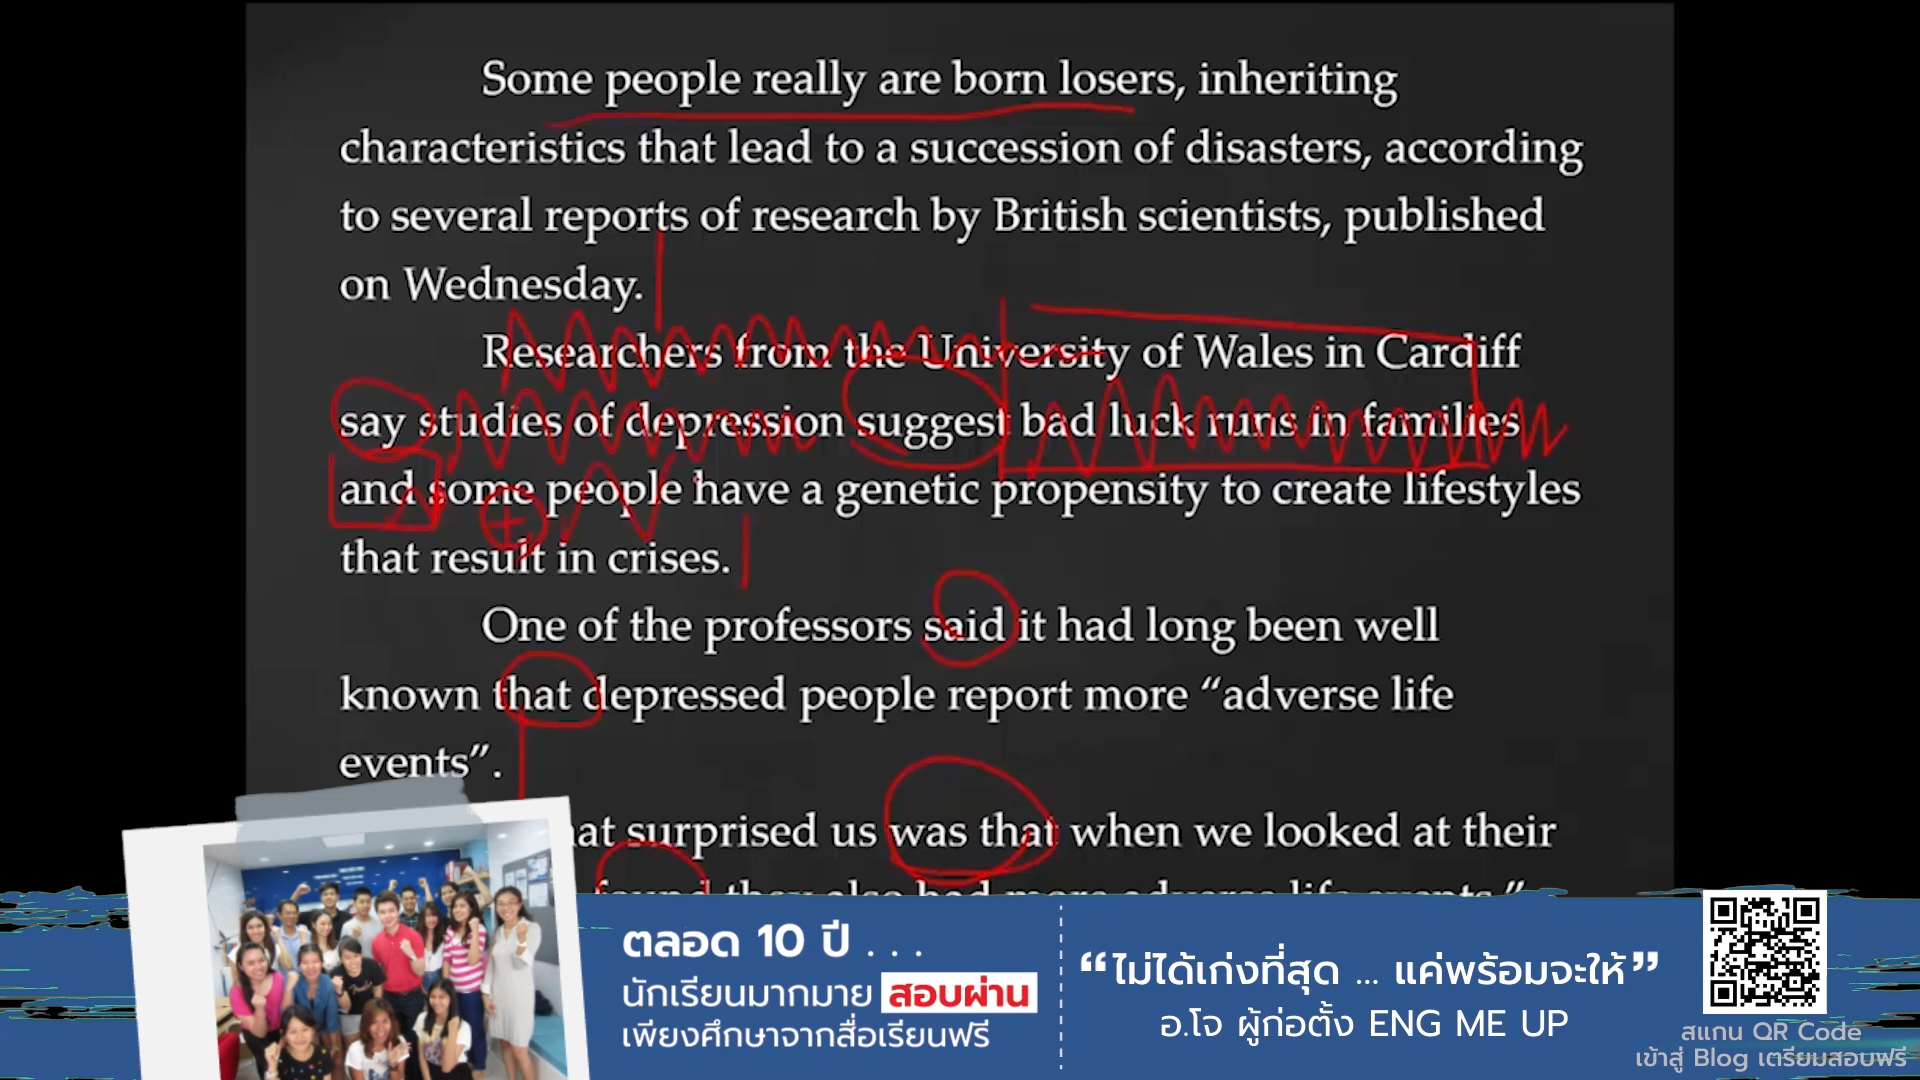 Some people really are born losers, inheriting
characteristics that lead to a succession of disasters, according
to several reports of research by British scientists, published
on Wednesday.
Researchers from the University of Wales in Cardiff
say studies of depression suggest bad luck runs in families
and some people have a genetic propensity to create lifestyles
that result in crises.
One of the professors said it had long been well
known that depressed people report more “adverse life
events”.
surprised us was that when we looked at their
found they also had more adverse life events.”
ตลอด 10 ปี . . .
นักเรียนมากมาย สอบผ่าน
เพียงศึกษาจากสื่อเรียนฟรี
“ไม่ได้เก่งที่สุด ... แค่พร้อมจะให้”
อ.โจ ผู้ก่อตั้ง ENG ME UP
สแกน QR Code
เข้าสู่ Blog เตรียมสอบฟรี